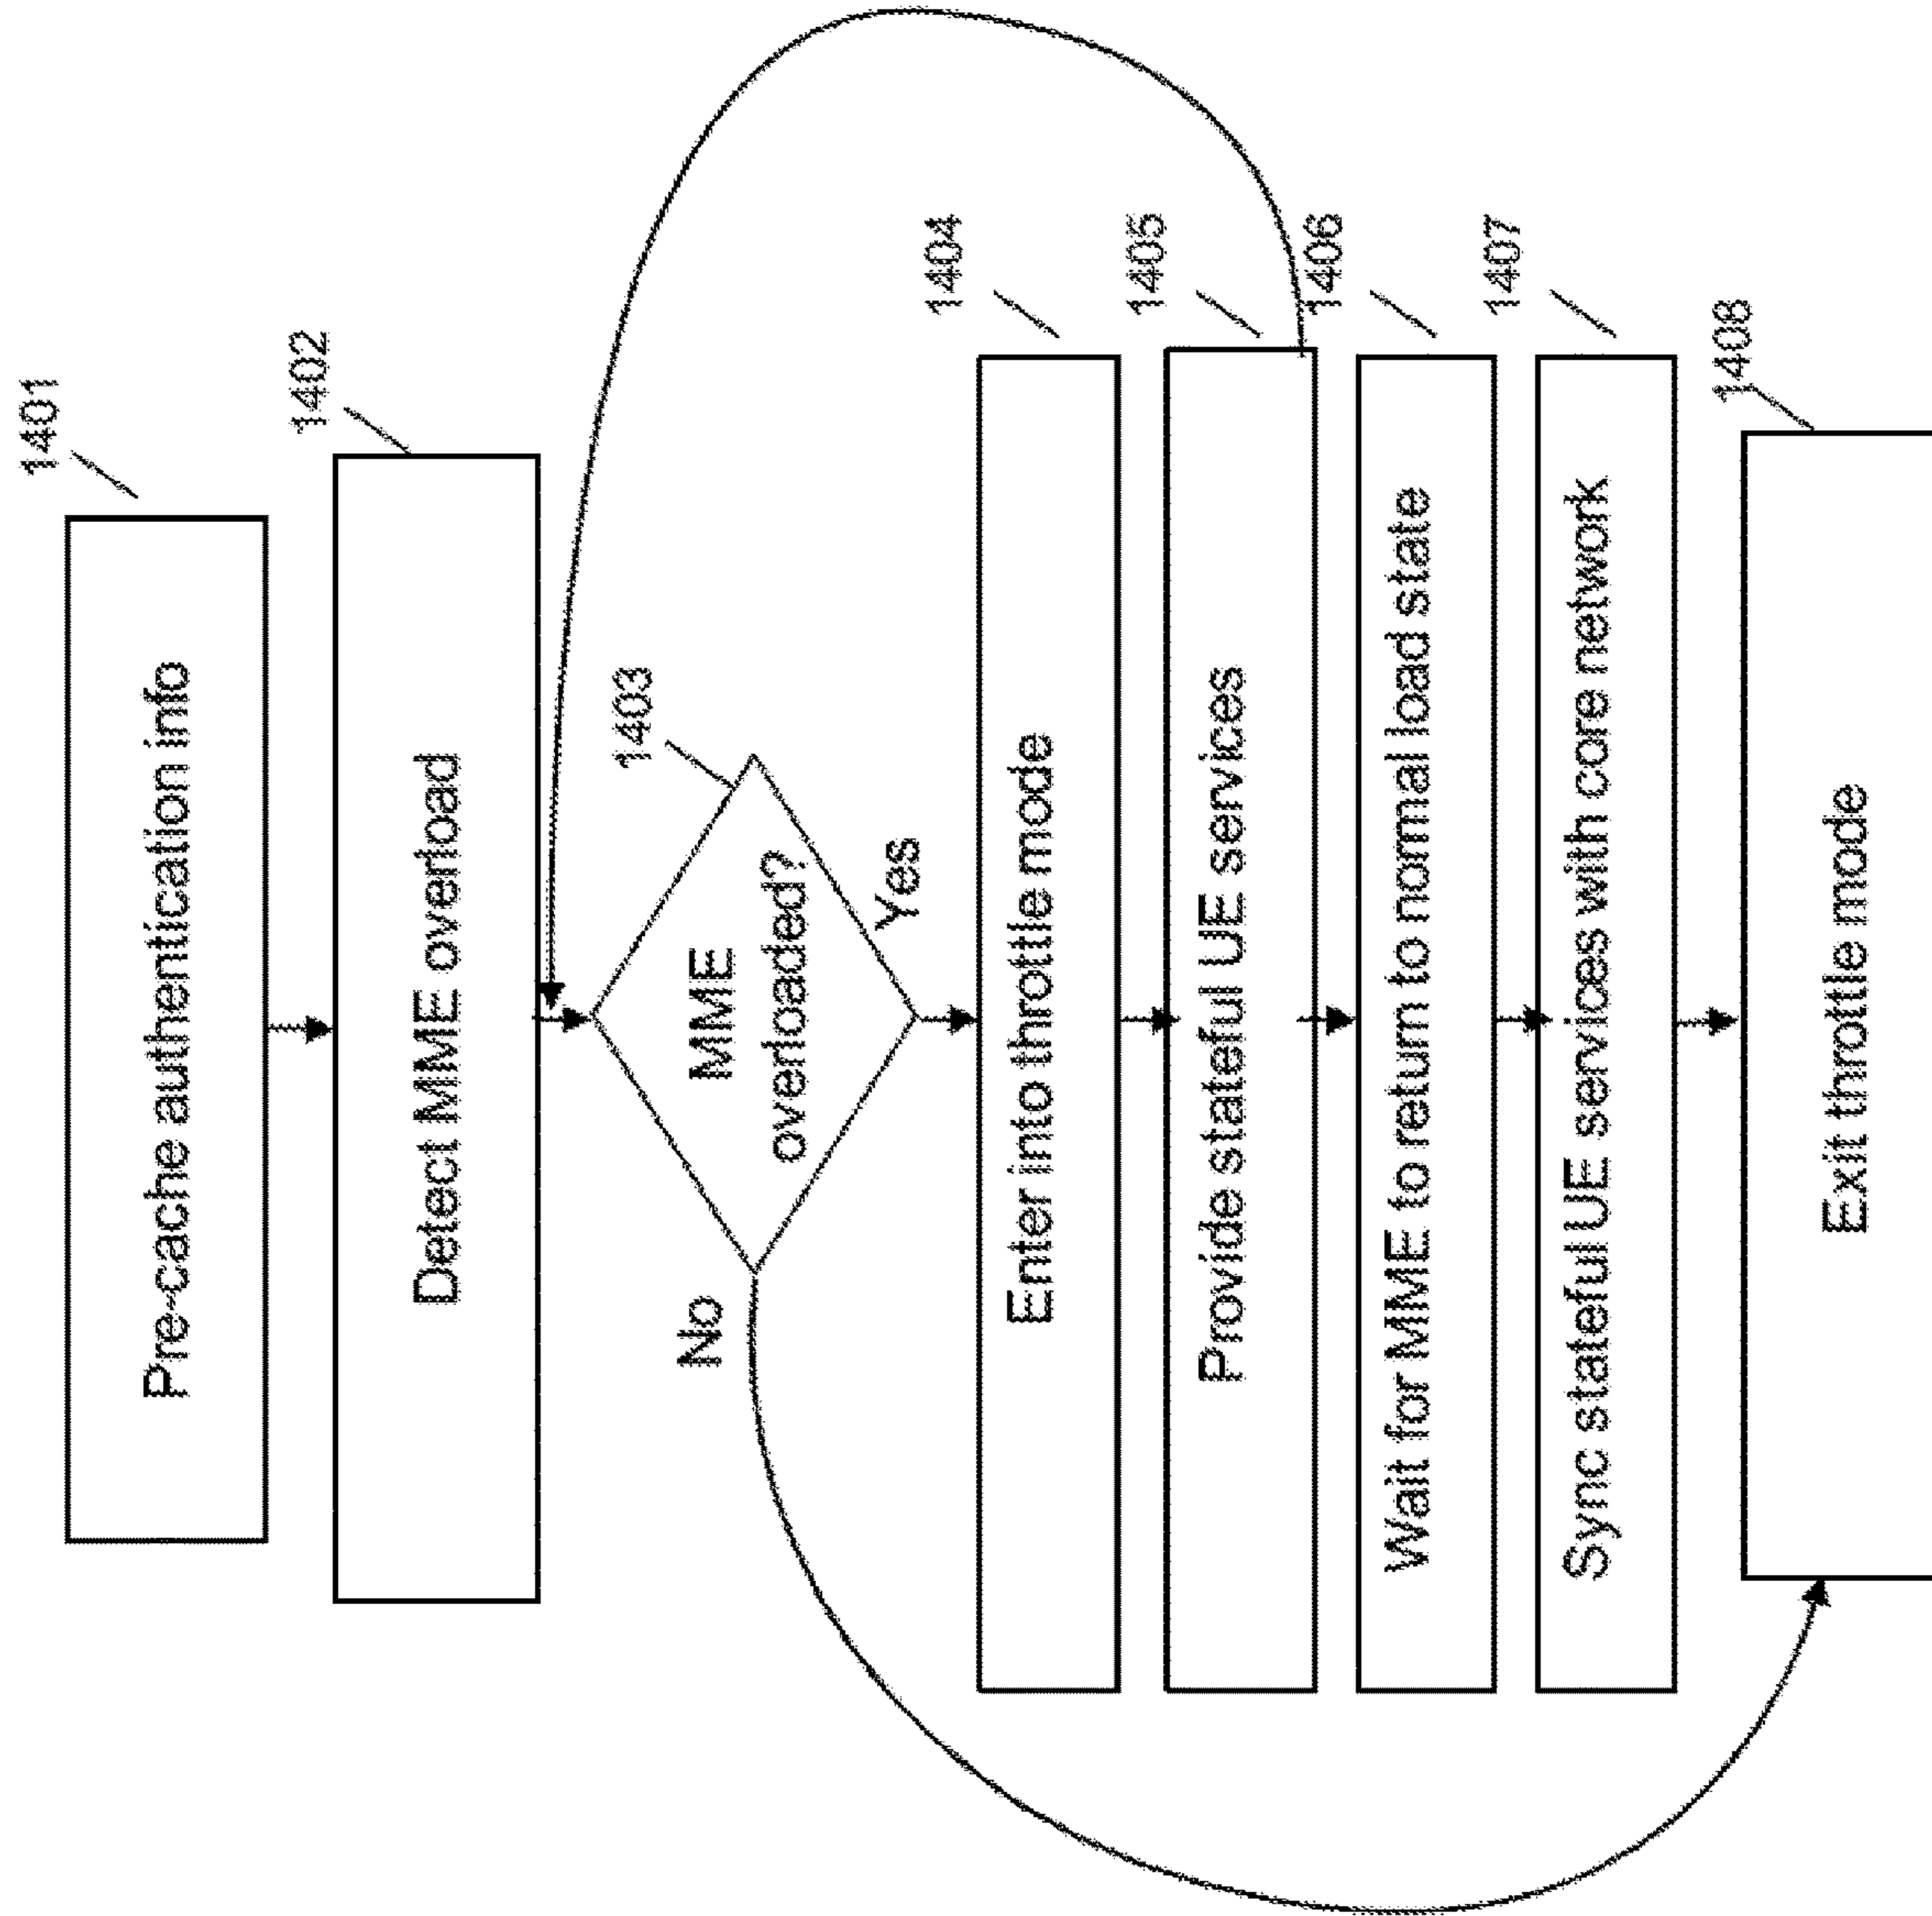 1401
Pre-cache authentication info
1402
Detect MME overload
1403
MME
overloaded?
No
Yes
1404
Enter into throttle mode
1405
Provide stateful UE services
1406
Wait for MME to return to normal load state
1407
Sync stateful UE services with core network
1408
Exit throttle mode